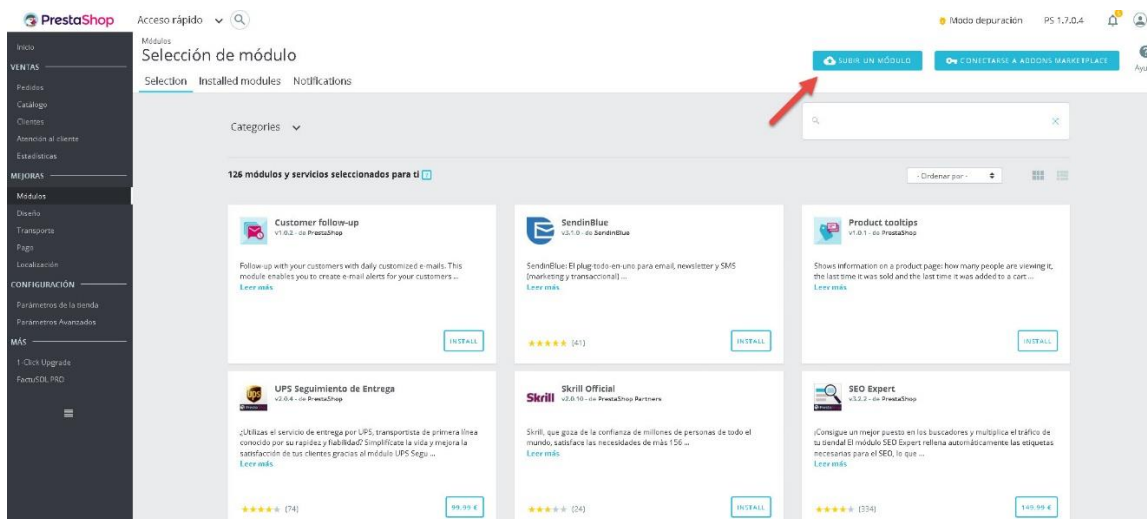 PrestaShop
Acceso rápido
Modo depuración
PS 1.7.0.4
Módulos
Selección de módulo
SUBIR UN MÓDULO
CONECTARSE A ADDONS MARKETPLACE
Ayu
Selection
Installed modules
Notifications
Inicio
VENTAS
Pedidos
Catálogo
Clientes
Atención al cliente
Estadísticas
MEJORAS
Módulos
Diseño
Transporte
Pago
Localización
CONFIGURACIÓN
Parámetros de la tienda
Parámetros Avanzados
MÁS
1-Click Upgrade
FactuSOL PRO
Categories
126 módulos y servicios seleccionados para ti
- Ordenar por -
Customer follow-up
v1.0.2 - de PrestaShop
Follow-up with your customers with daily customized e-mails. This
module enables you to create e-mail alerts for your customers ...
Leer más
INSTALL
SendinBlue
v2.1.0 - de SendinBlue
SendinBlue: El plug-todo-en-uno para email, newsletter y SMS
[marketing y transaccional] ...
Leer más
(41)
INSTALL
Product tooltips
v1.0.1 - de PrestaShop
Shows information on a product page: how many people are viewing it,
the last time it was sold and the last time it was added to a cart ...
Leer más
INSTALL
UPS Seguimiento de Entrega
v2.0.4 - de PrestaShop
¿Utilizas el servicio de entrega por UPS, transportista de primera línea
conocido por su rapidez y fiabilidad? Simplifícate la vida y mejora la
satisfacción de tus clientes gracias al módulo UPS Segu ...
Leer más
(74)
99.99 €
Skrill
Skrill Official
v2.0.10 - de PrestaShop Partners
Skrill, que goza de la confianza de millones de personas de todo el
mundo, satisface las necesidades de más 156 ...
Leer más
(24)
INSTALL
SEO Expert
v3.2.2 - de PrestaShop
¡Consigue un mejor puesto en los buscadores y multiplica el tráfico de
tu tienda! El módulo SEO Expert rellena automáticamente las etiquetas
necesarias para el SEO, lo que ...
Leer más
(334)
149.99 €